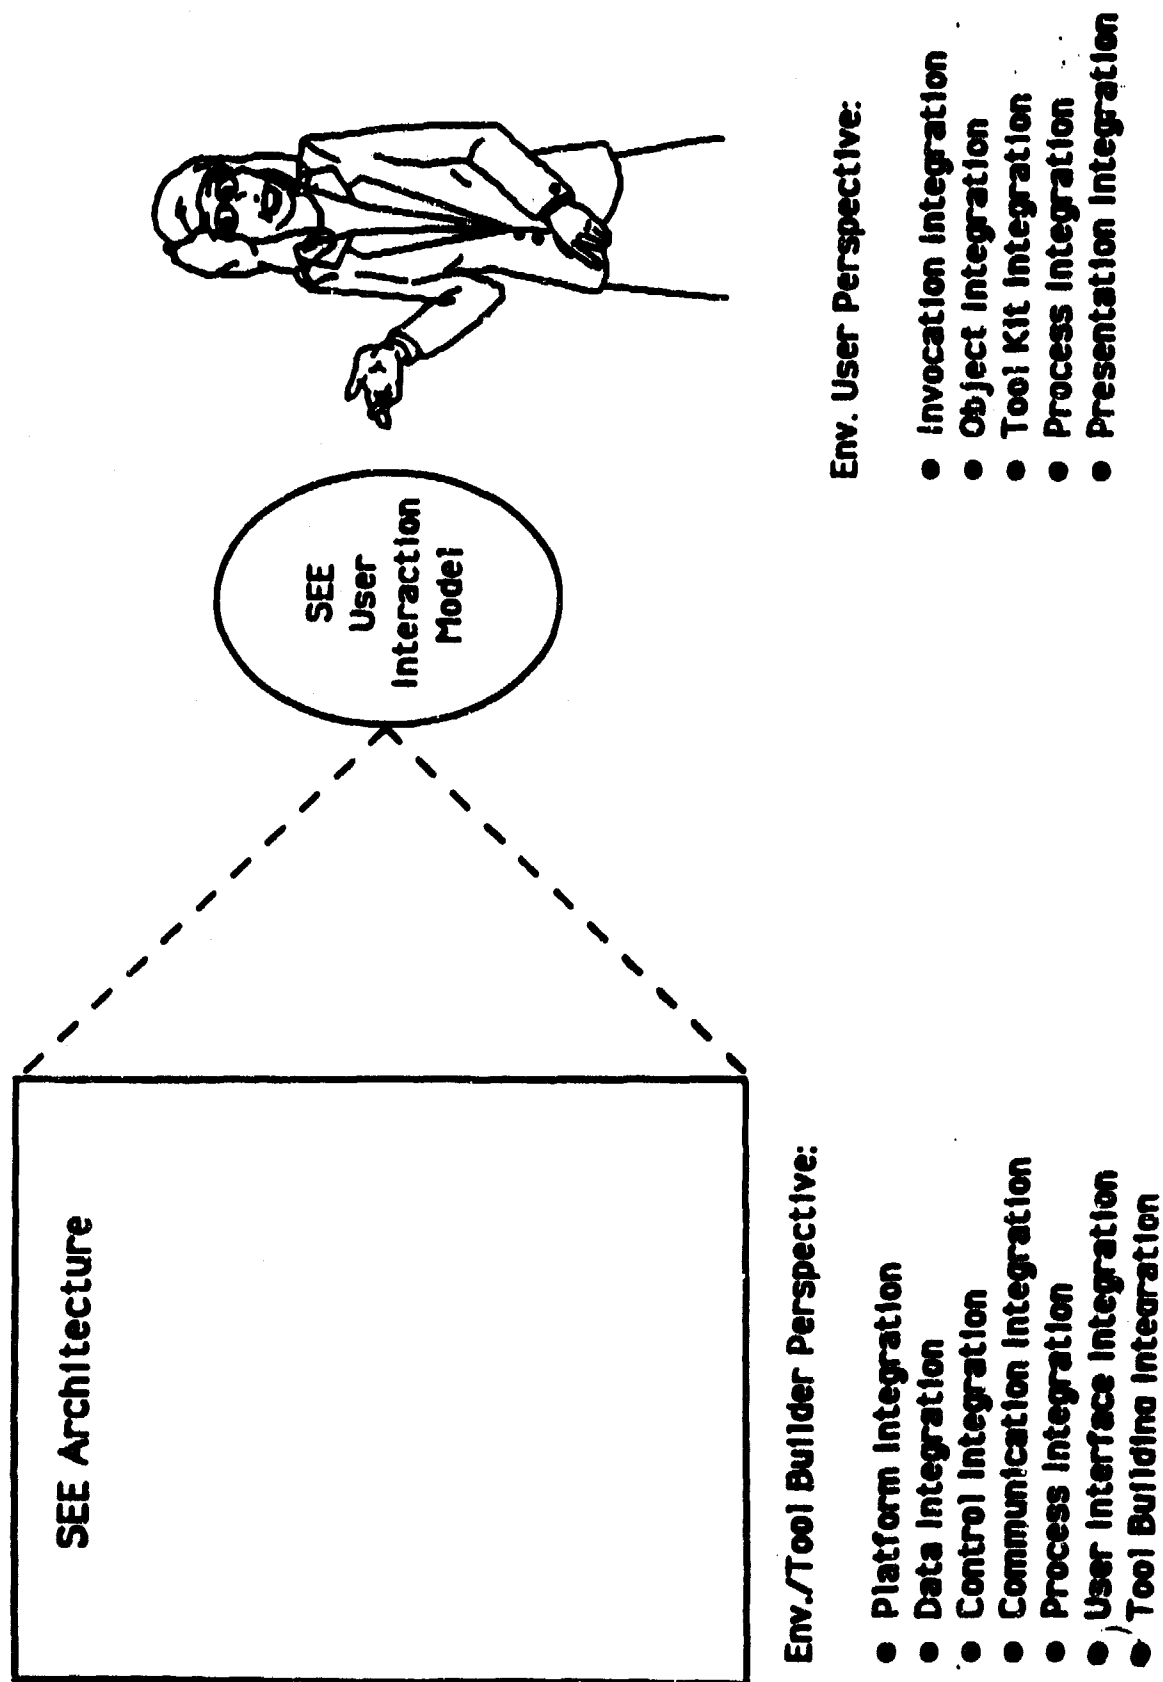 SEE Architecture
SEE
User
Interaction
Model
Env./Tool Builder Perspective:
● Platform Integration
● Data Integration
● Control Integration
● Communication Integration
● Process Integration
● User Interface Integration
● Tool Building Integration
Env. User Perspective:
● Invocation Integration
● Object Integration
● Tool Kit Integration
● Process Integration
● Presentation Integration